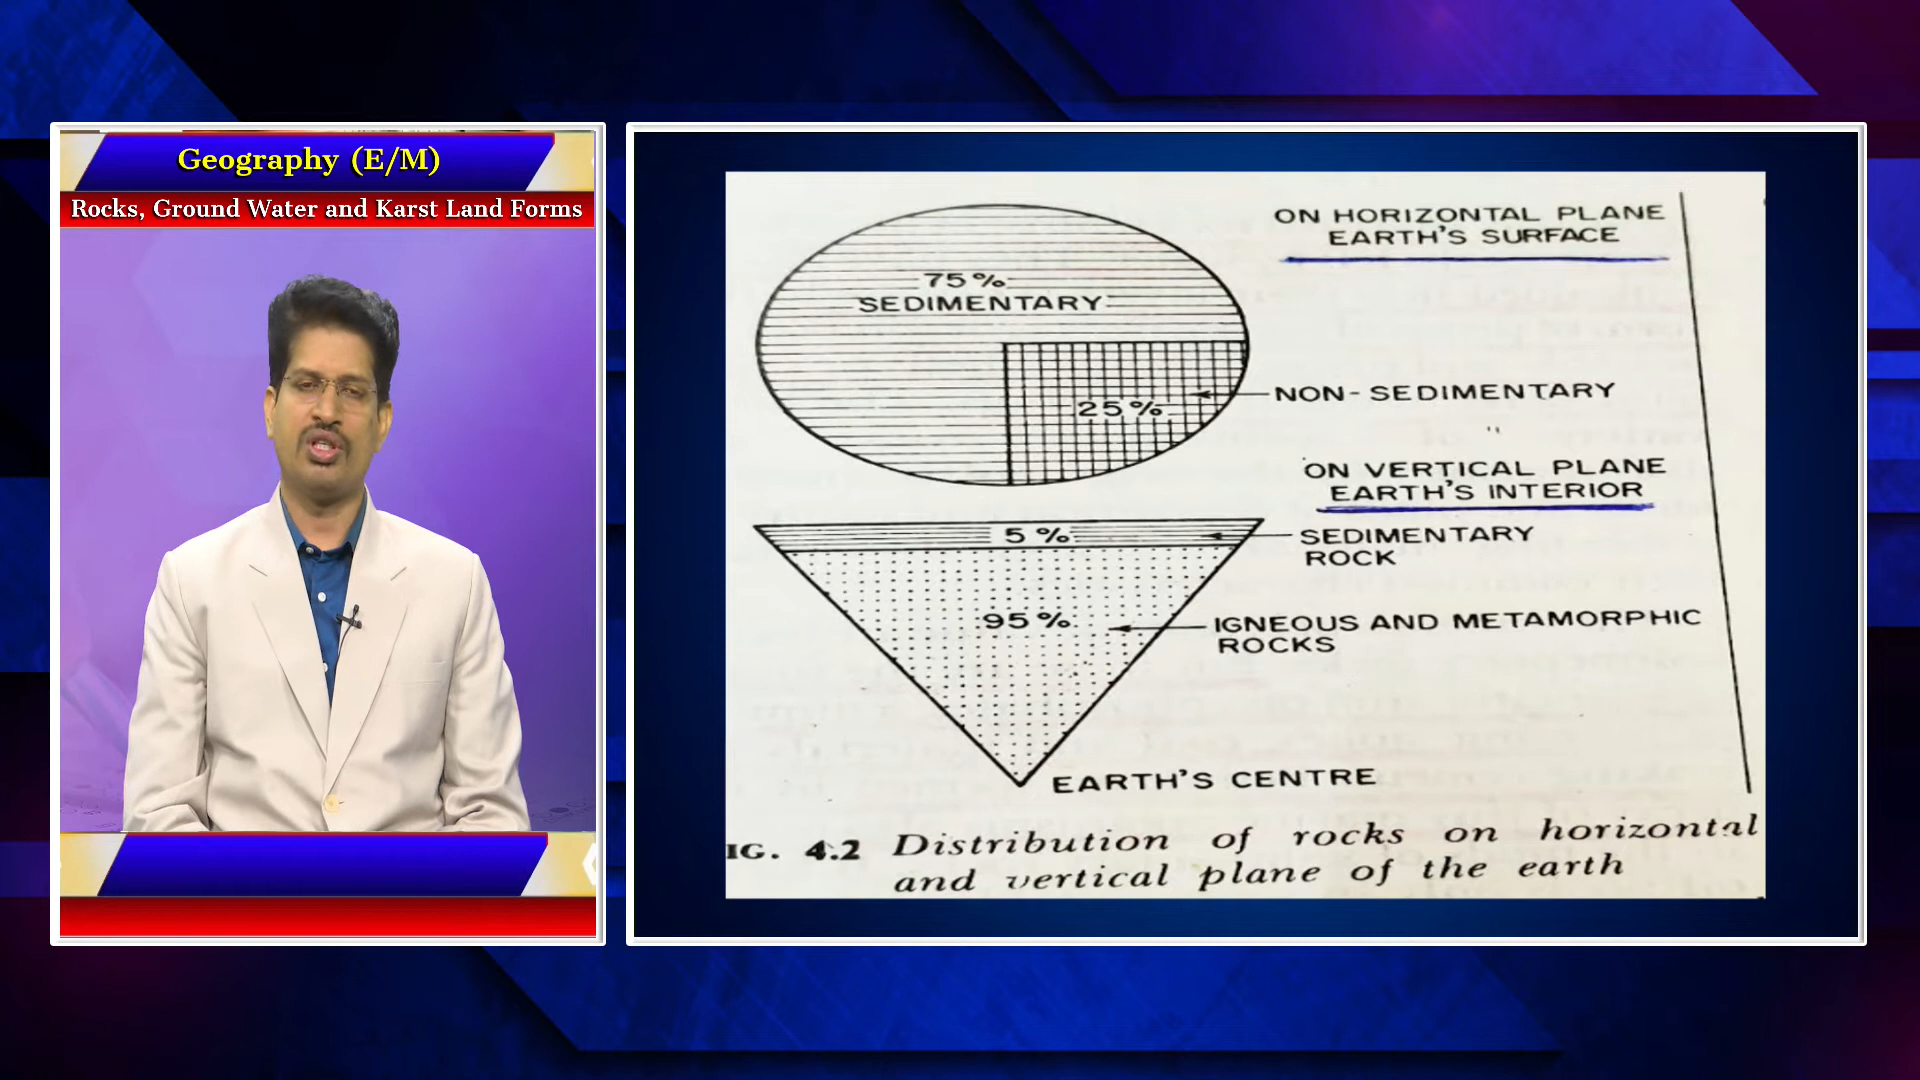 Geography (E/M)
Rocks, Ground Water and Karst Land Forms
ON HORIZONTAL PLANE
EARTH'S SURFACE
75%
SEDIMENTARY
25%
NON-SEDIMENTARY
ON VERTICAL PLANE
EARTH'S INTERIOR
5%
SEDIMENTARY
ROCK
95%
IGNEOUS AND METAMORPHIC
ROCKS
EARTH'S CENTRE
IG. 4.2 Distribution of rocks on horizontal
and vertical plane of the earth